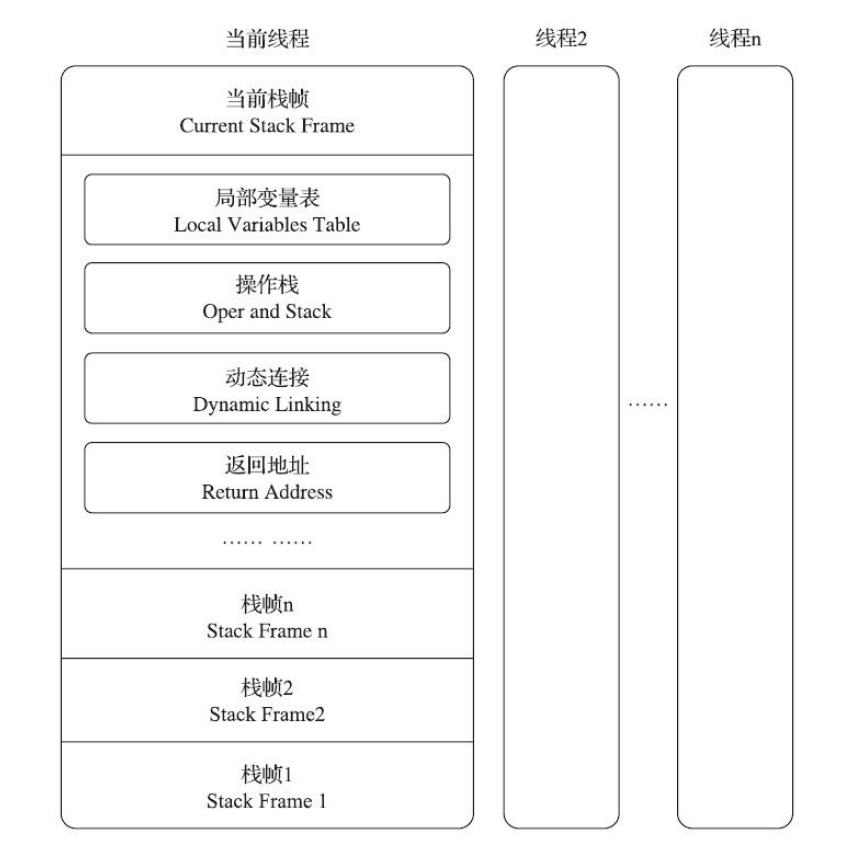 当前线程
线程2
线程n
当前栈帧
Current Stack Frame
局部变量表
Local Variables Table
操作栈
Oper and Stack
动态连接
Dynamic Linking
……
返回地址
Return Address
…… ……
栈帧n
Stack Frame n
栈帧2
Stack Frame2
栈帧1
Stack Frame 1